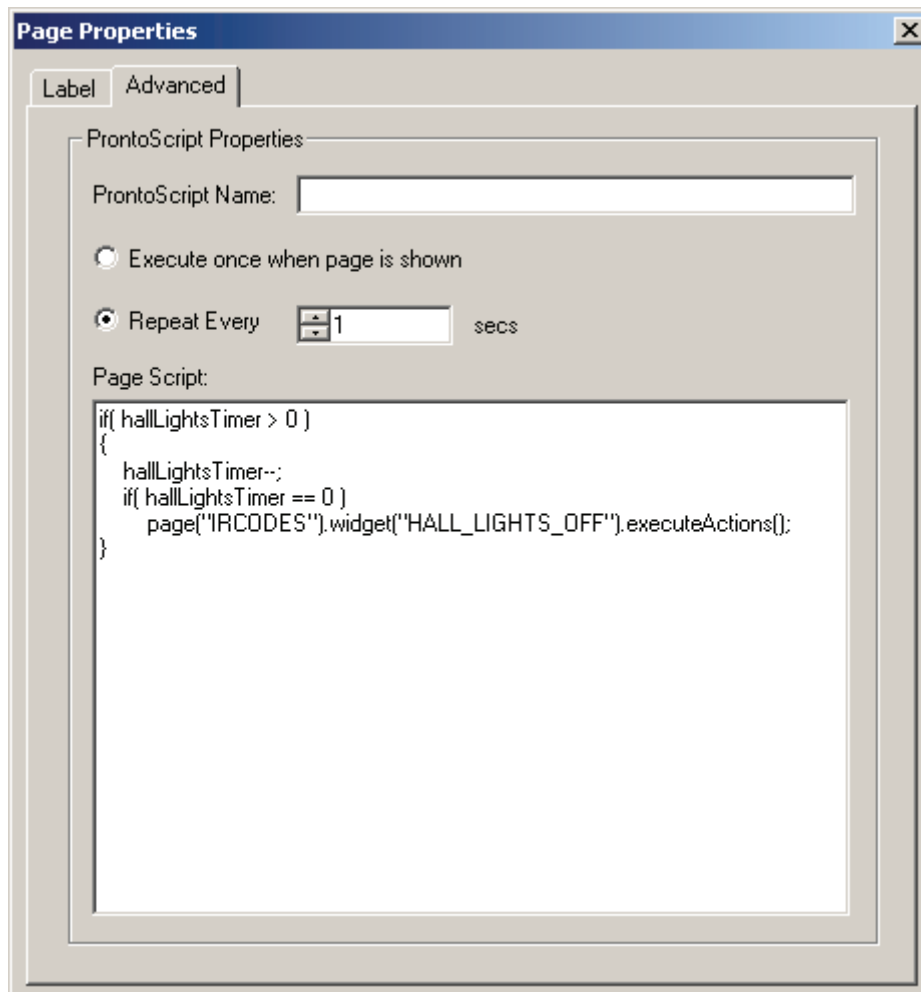 Page Properties
Label Advanced
ProntoScript Properties
ProntoScript Name:
Execute once when page is shown
Repeat Every 1 secs
Page Script:
if( hallLightsTimer > 0 )
{
hallLightsTimer--;
if( hallLightsTimer == 0 )
page("IRCODES").widget("HALL_LIGHTS_OFF").executeActions();
}